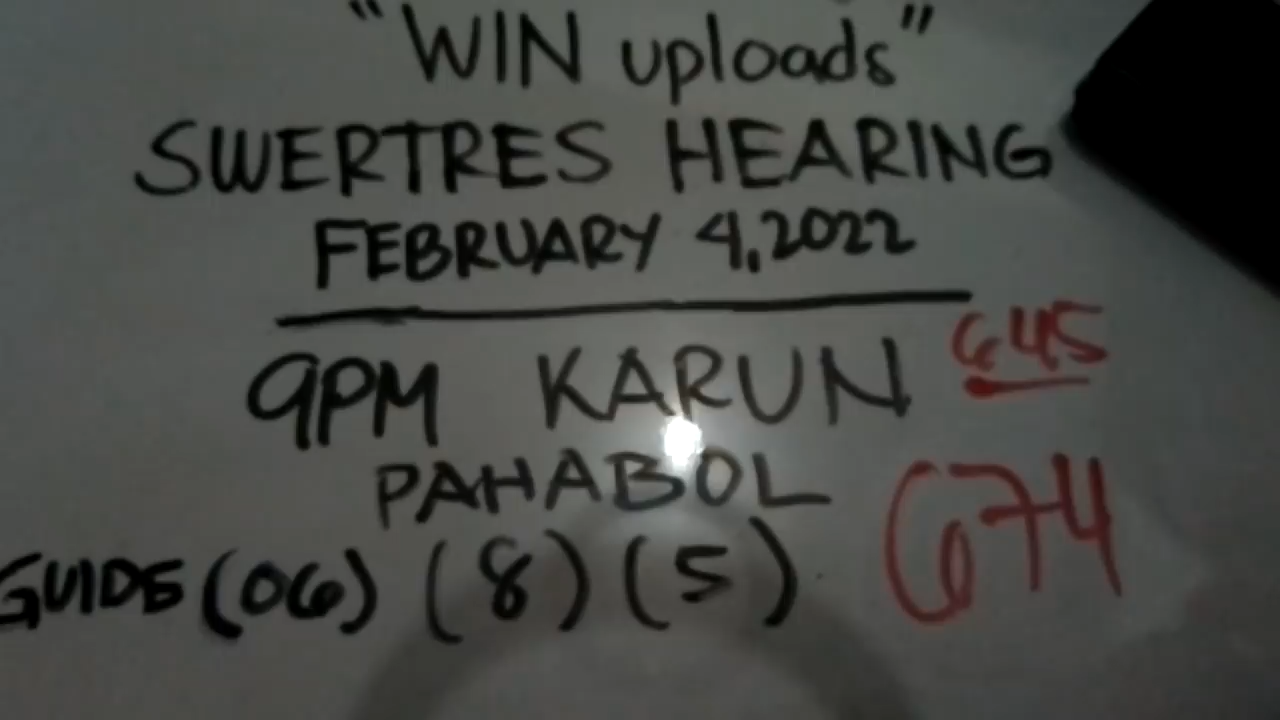 "WIN uploads"
SWERTRES HEARING
FEBRUARY 4, 2022
9PM KARUN
645
PAHABOL
674
GUIDE (06) (8) (5)